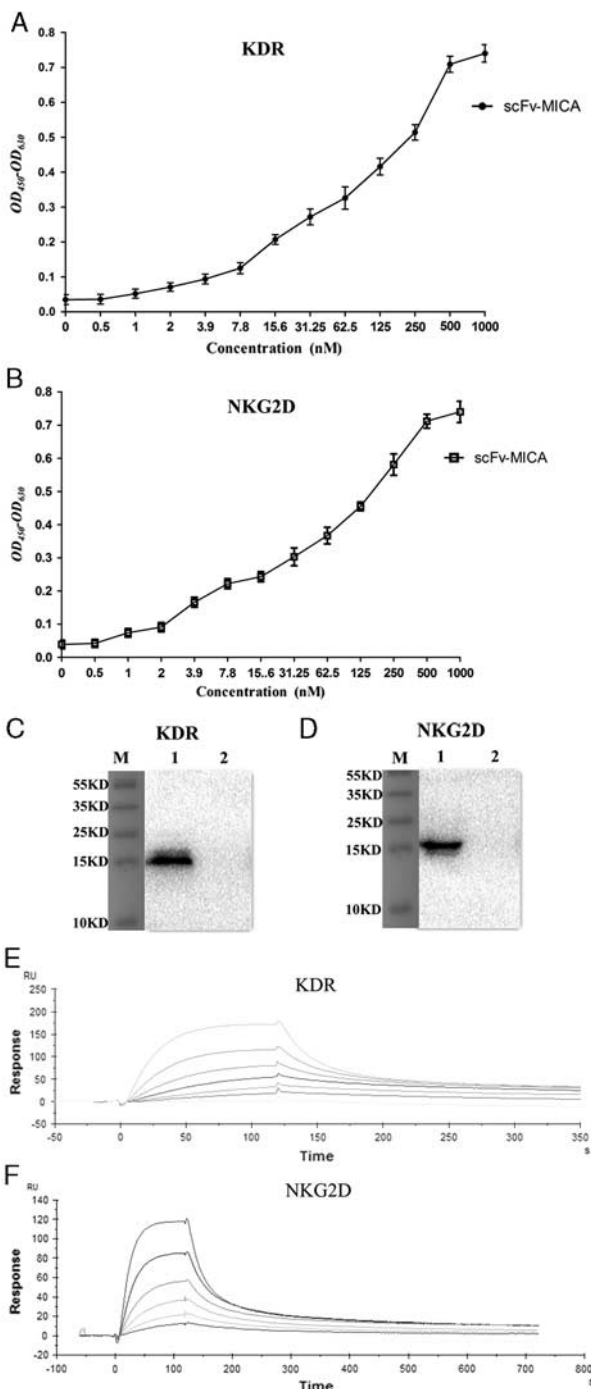 A
KDR
0.8
0.7
0.6
0.5
0.4
0.3
0.2
0.1
0.0
OD450-OD630
scFv-MICA
0 0.5 1 2 3.9 7.8 15.6 31.25 62.5 125 250 500 1000
Concentration (nM)
B
NKG2D
0.8
0.7
0.6
0.5
0.4
0.3
0.2
0.1
0.0
OD450-OD630
scFv-MICA
0 0.5 1 2 3.9 7.8 15.6 31.25 62.5 125 250 500 1000
Concentration (nM)
C
KDR
M 1 2
55KD
35KD
25KD
15KD
10KD
D
NKG2D
M 1 2
55KD
35KD
25KD
15KD
10KD
E
KDR
RU
250
200
150
100
50
0
-50
Response
-50 0 50 100 150 200 250 300 350
Time
s
F
NKG2D
RU
140
120
100
80
60
40
20
0
-20
Response
-100 0 100 200 300 400 500 600 700 800
Time
s